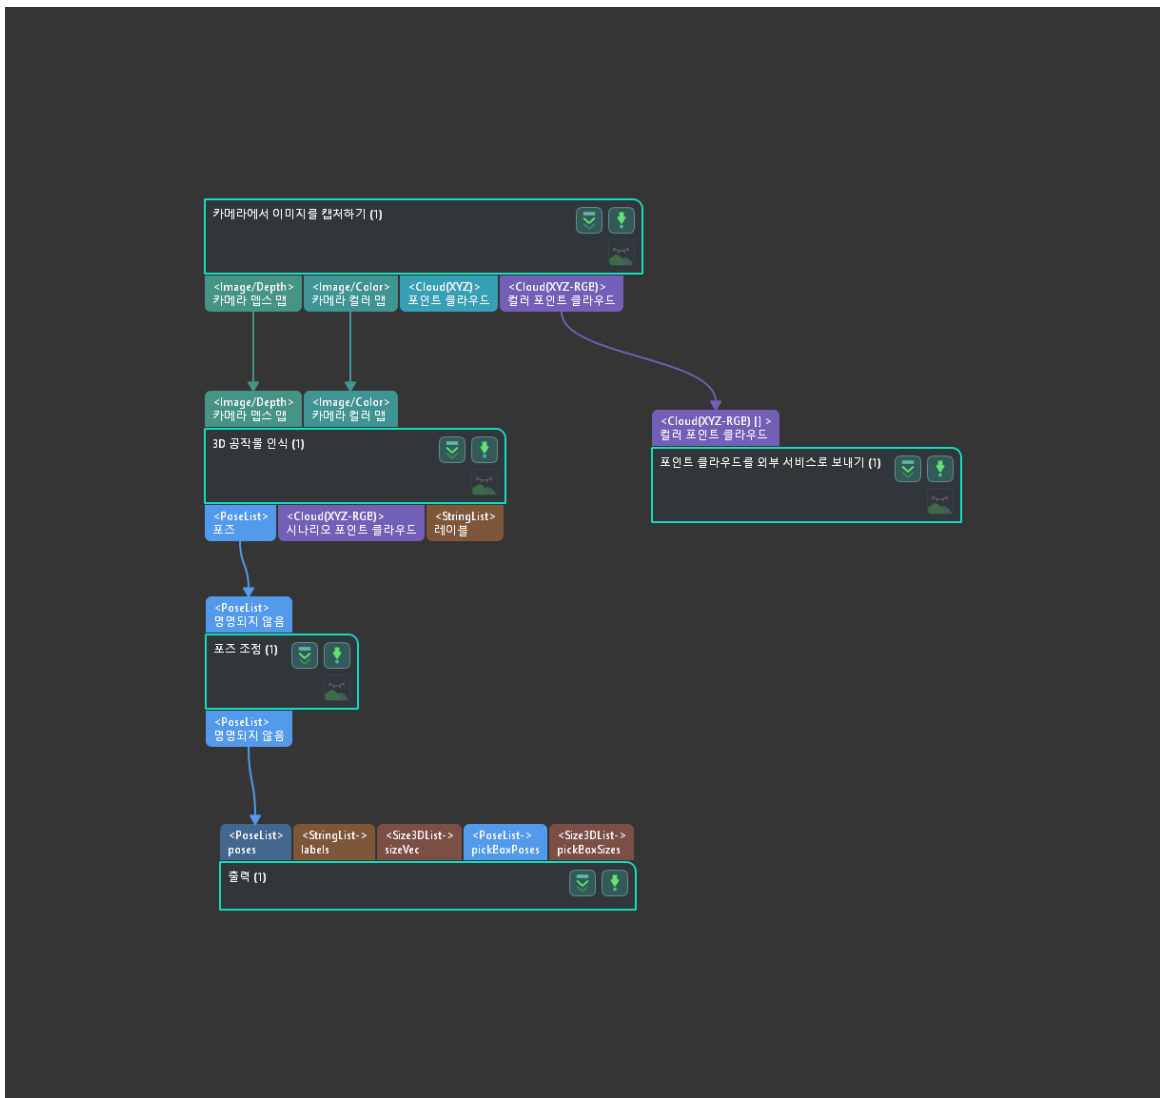 카메라에서 이미지를 캡처하기 (1)
<Image/Depth>
카메라 뎁스 맵
<Image/Color>
카메라 컬러 맵
<Cloud(XYZ)>
포인트 클라우드
<Cloud(XYZ-RGB)>
컬러 포인트 클라우드
<Image/Depth>
카메라 뎁스 맵
<Image/Color>
카메라 컬러 맵
3D 공작물 인식 (1)
<PoseList>
포즈
<Cloud(XYZ-RGB)>
시나리오 포인트 클라우드
<StringList>
레이블
<Cloud(XYZ-RGB) [] >
컬러 포인트 클라우드
포인트 클라우드를 외부 서비스로 보내기 (1)
<PoseList>
명명되지 않음
포즈 조정 (1)
<PoseList>
명명되지 않음
<PoseList>
poses
<StringList->
labels
<Size3DList->
sizeVec
<PoseList->
pickBoxPoses
<Size3DList->
pickBoxSizes
출력 (1)